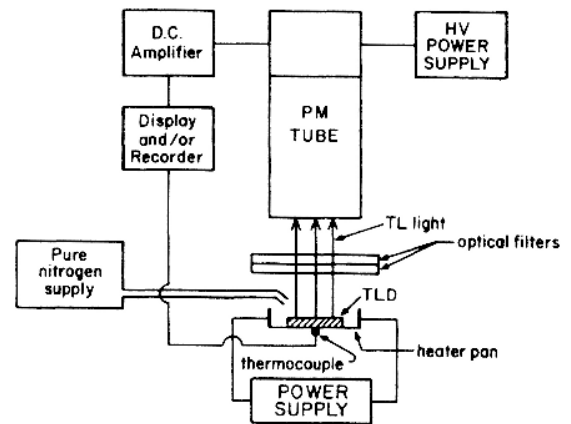 D.C.
Amplifier
HV
POWER
SUPPLY
PM
TUBE
Display
and/or
Recorder
TL light
optical filters
Pure
nitrogen
supply
TLD
heater pan
thermocouple
POWER
SUPPLY